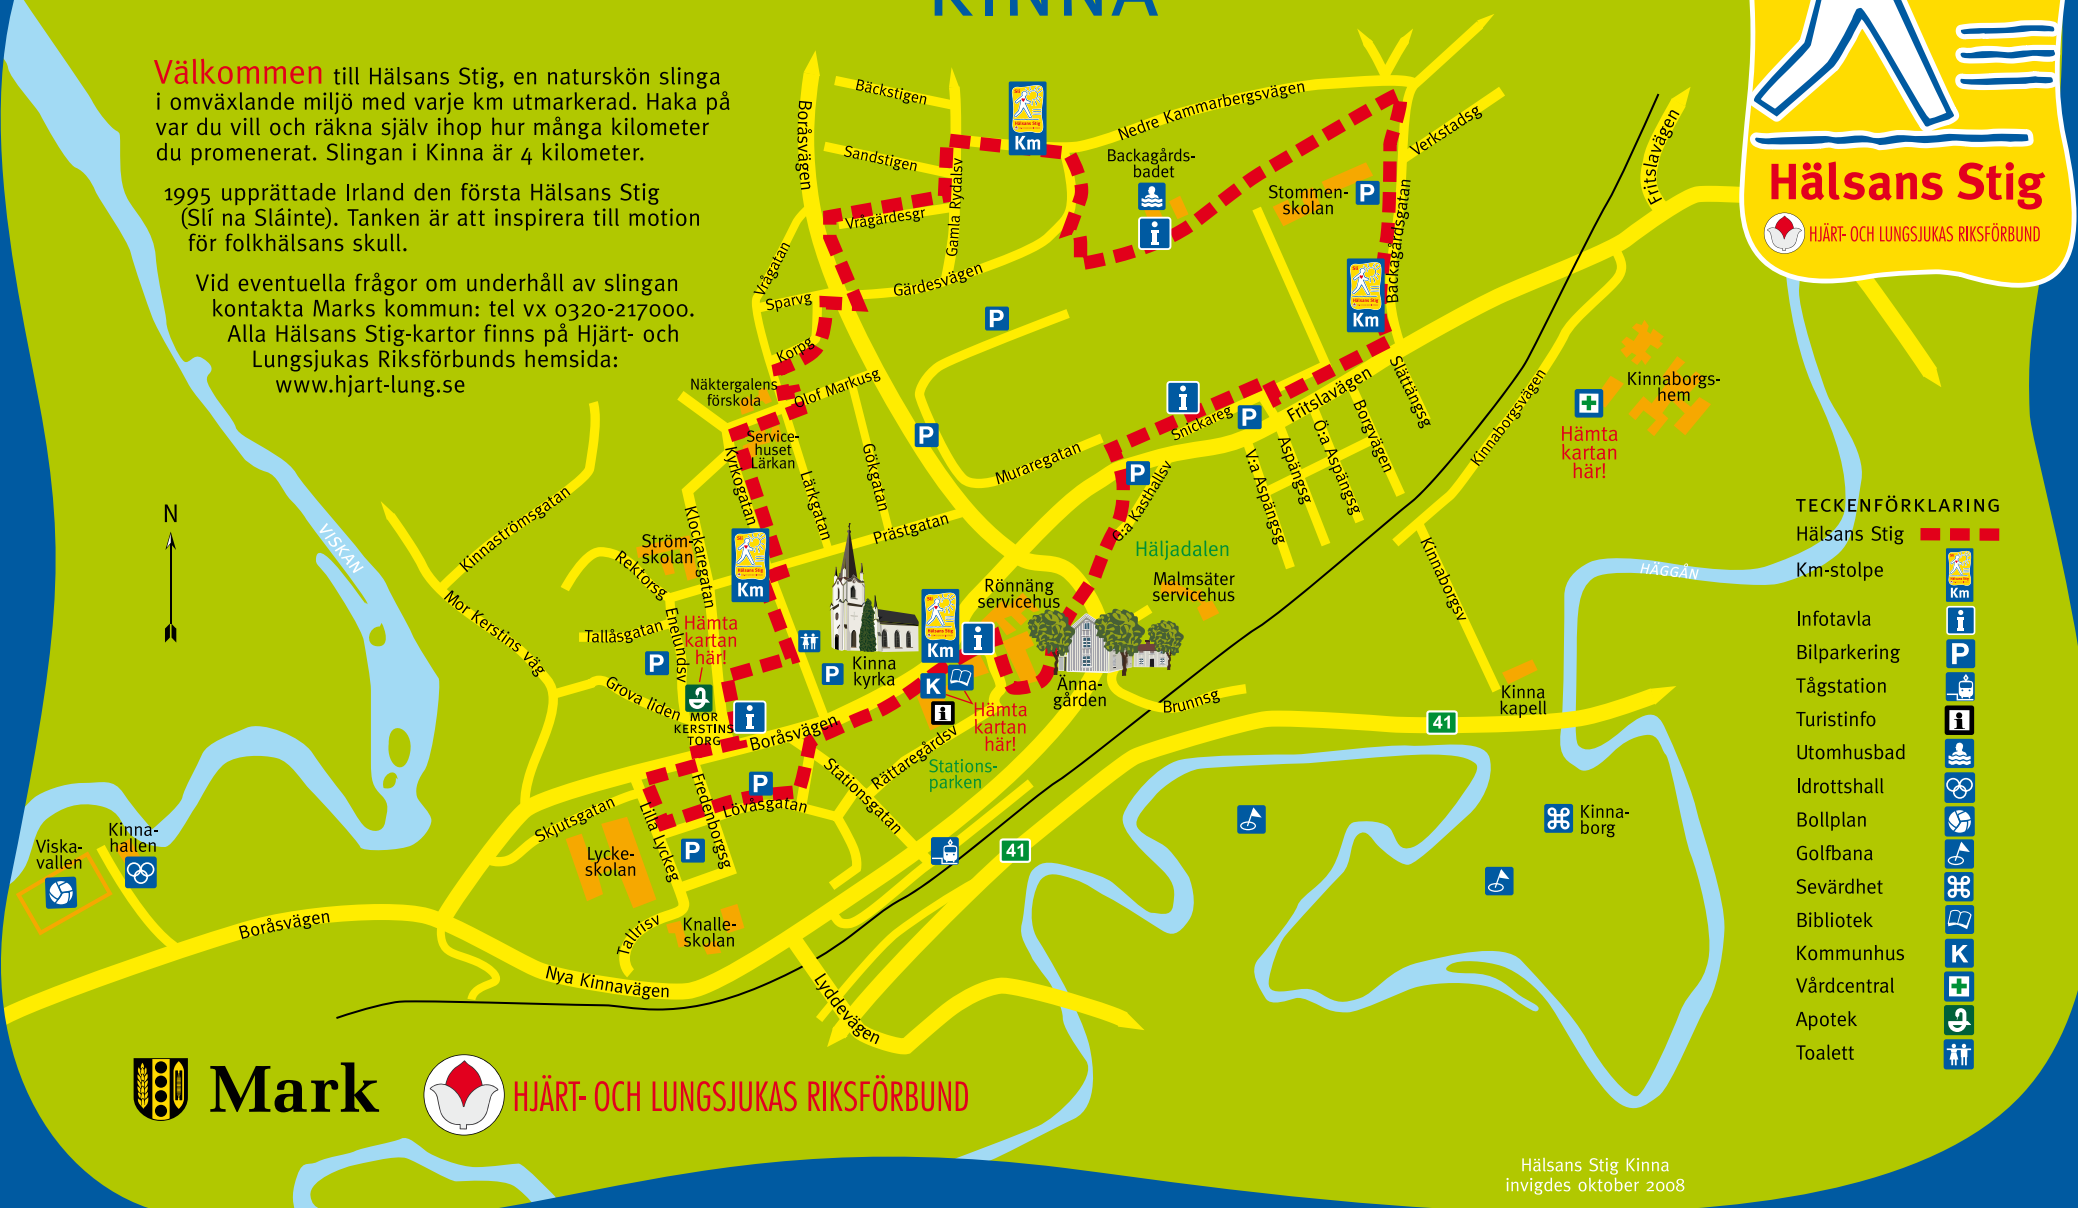 KINNA
Välkommen till Hälsans Stig, en naturskön slinga
i omväxlande miljö med varje km utmarkerad. Haka på
var du vill och räkna själv ihop hur många kilometer
du promenerat. Slingan i Kinna är 4 kilometer.
1995 upprättade Irland den första Hälsans Stig
(Slí na Sláinte). Tanken är att inspirera till motion
för folkhälsans skull.
Vid eventuella frågor om underhåll av slingan
kontakta Marks kommun: tel vx 0320-217000.
Alla Hälsans Stig-kartor finns på Hjärt- och
Lungsjukas Riksförbunds hemsida:
www.hjart-lung.se
Hälsans Stig
HJÄRT- OCH LUNGSJUKAS RIKSFÖRBUND
Bäckstigen
Boråsvägen
Sandstigen
Gamla Rydalsv
Vrågärdesgr
Km
Nedre Kammarbergsvägen
Verkstadsg
Fritslavägen
Backagårds-
badet
Stommen-
skolan
P
Backagårdsgatan
Vrågatan
Sparvg
Gärdesvägen
P
Km
Korpg
Näktergalens
förskola
Olof Markusg
Service-
huset
Lärkan
Kyrkogatan
Lärkgatan
Gökgatan
P
Muraregatan
Snickareg
P
Fritslavägen
Slättängsg
Borgvägen
Ö:a Aspängsg
Aspängsg
V:a Aspängsg
Kinnaborgsvägen
Kinnaborgs-
hem
Hämta
kartan
här!
P
G:a Kasthallsv
Häljadalen
Malmsäter
servicehus
Rönnäng
servicehus
Kinnaborgsv
HÄGGÅN
N
VISKAN
Kinnaströmsgatan
Klockaregatan
Ström-
skolan
Rektorsg
Prästgatan
Km
Mor Kerstins väg
Tallåsgatan
Enelundsv
Hämta
kartan
här!
P
Grova liden
MOR
KERSTINS
TORG
P
Kinna
kyrka
Km
K
Hämta
kartan
här!
Änna-
gården
Brunnsg
Kinna
kapell
41
Boråsvägen
Rättaregårdsv
Stations-
parken
Stationsgatan
P
Fredenborgsg
Lövåsgatan
Lilla Lyckeg
Skjutsgatan
Lycke-
skolan
P
41
Kinna-
borg
Viska-
vallen
Kinna-
hallen
Boråsvägen
Tallrisv
Knalle-
skolan
Nya Kinnavägen
Lyddevägen
TECKENFÖRKLARING
Hälsans Stig
Km-stolpe Km
Infotavla i
Bilparkering P
Tågstation
Turistinfo i
Utomhusbad
Idrottshall
Bollplan
Golfbana
Sevärdhet
Bibliotek
Kommunhus K
Vårdcentral
Apotek
Toalett
Mark
HJÄRT- OCH LUNGSJUKAS RIKSFÖRBUND
Hälsans Stig Kinna
invigdes oktober 2008